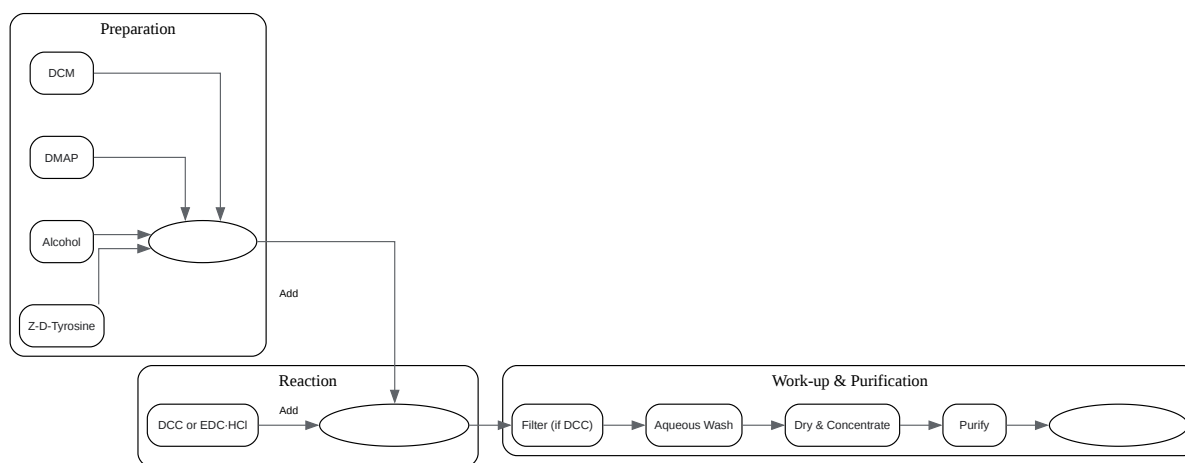 Preparation
DCM
DMAP
Alcohol
Z-D-Tyrosine
Add
Reaction
DCC or EDC·HCl
Add
Work-up & Purification
Filter (if DCC)
Aqueous Wash
Dry & Concentrate
Purify